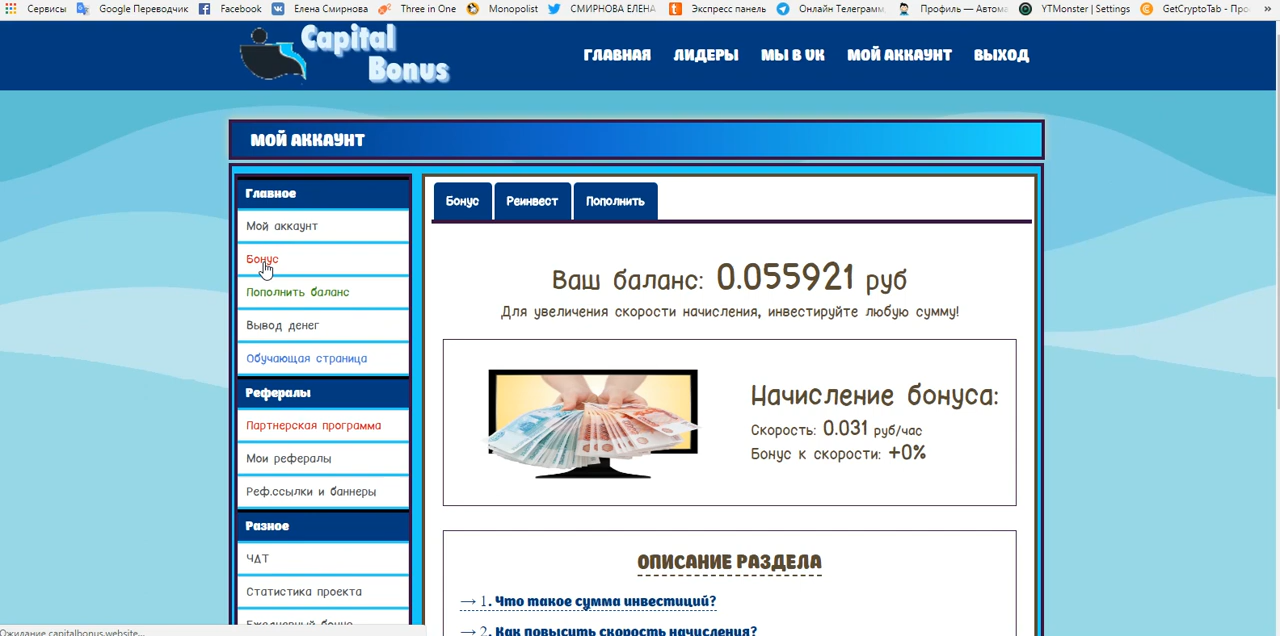 Сервисы Google Переводчик Facebook Елена Смирнова Three in One Monopolist СМИРНОВА ЕЛЕНА Экспресс панель Онлайн Телеграмм, Профиль — Автома YTMonster | Settings GetCryptoTab - Про »
Capital
Bonus
ГЛАВНАЯ ЛИДЕРЫ МЫ В VK МОЙ АККАУНТ ВЫХОД
МОЙ АККАУНТ
Главное
Мой аккаунт
Бонус
Пополнить баланс
Вывод денег
Обучающая страница
Рефералы
Партнерская программа
Мои рефералы
Реф.ссылки и баннеры
Разное
ЧАТ
Статистика проекта
Ежедневный бонус
Бонус Реинвест Пополнить
Ваш баланс: 0.055921 руб
Для увеличения скорости начисления, инвестируйте любую сумму!
Начисление бонуса:
Скорость: 0.031 руб/час
Бонус к скорости: +0%
ОПИСАНИЕ РАЗДЕЛА
→ 1. Что такое сумма инвестиций?
→ 2. Как повысить скорость начисления?
Ожидание capitalbonus.website...